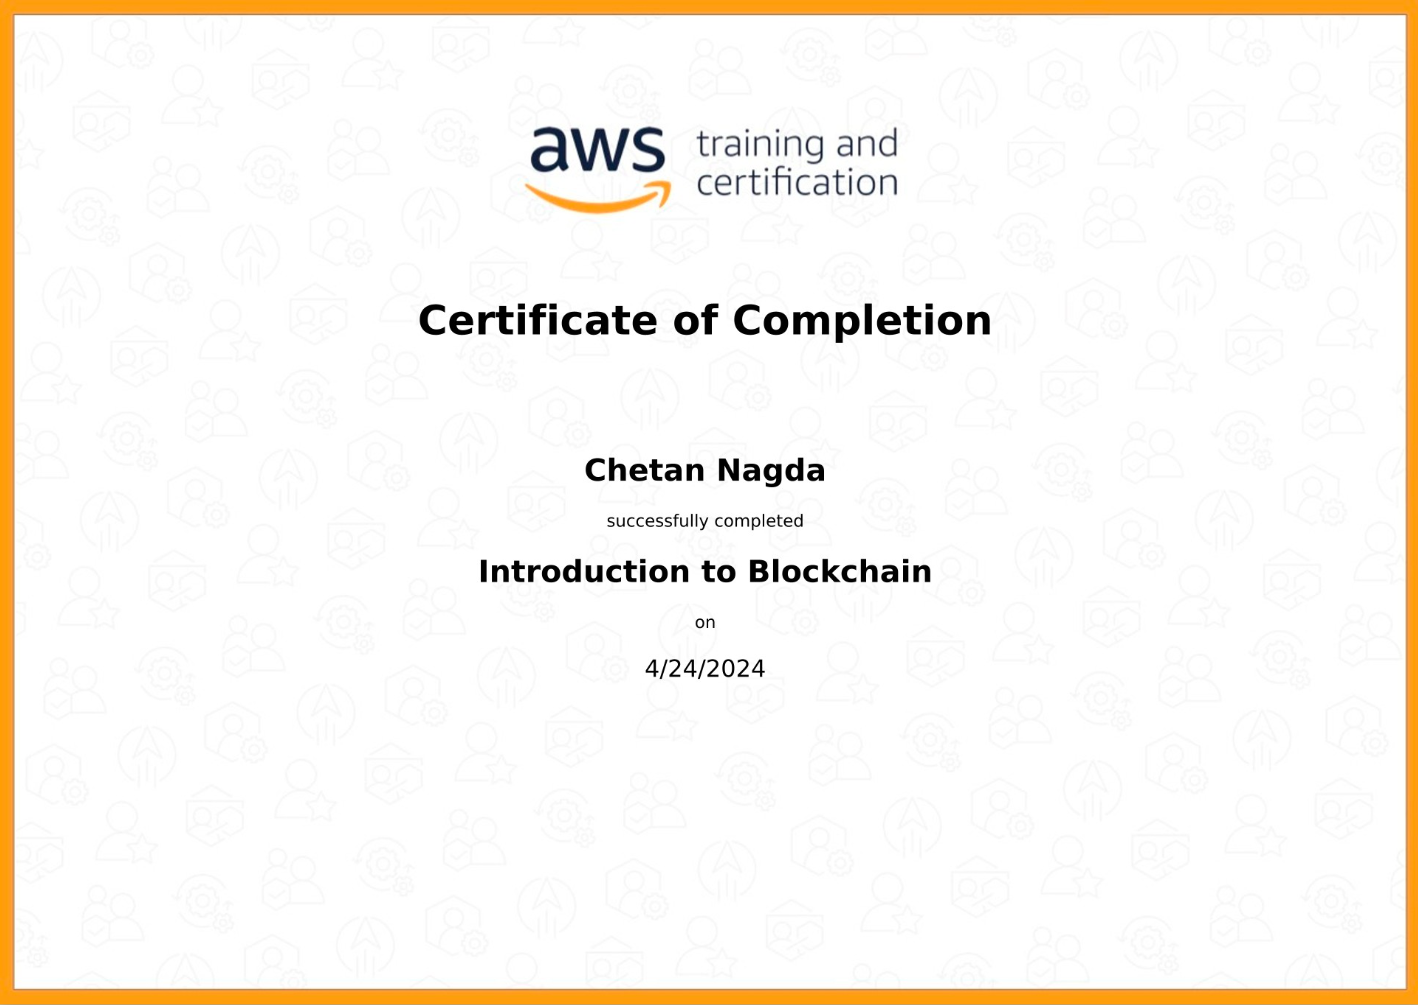 aws training and
certification
Certificate of Completion
Chetan Nagda
successfully completed
Introduction to Blockchain
on
4/24/2024